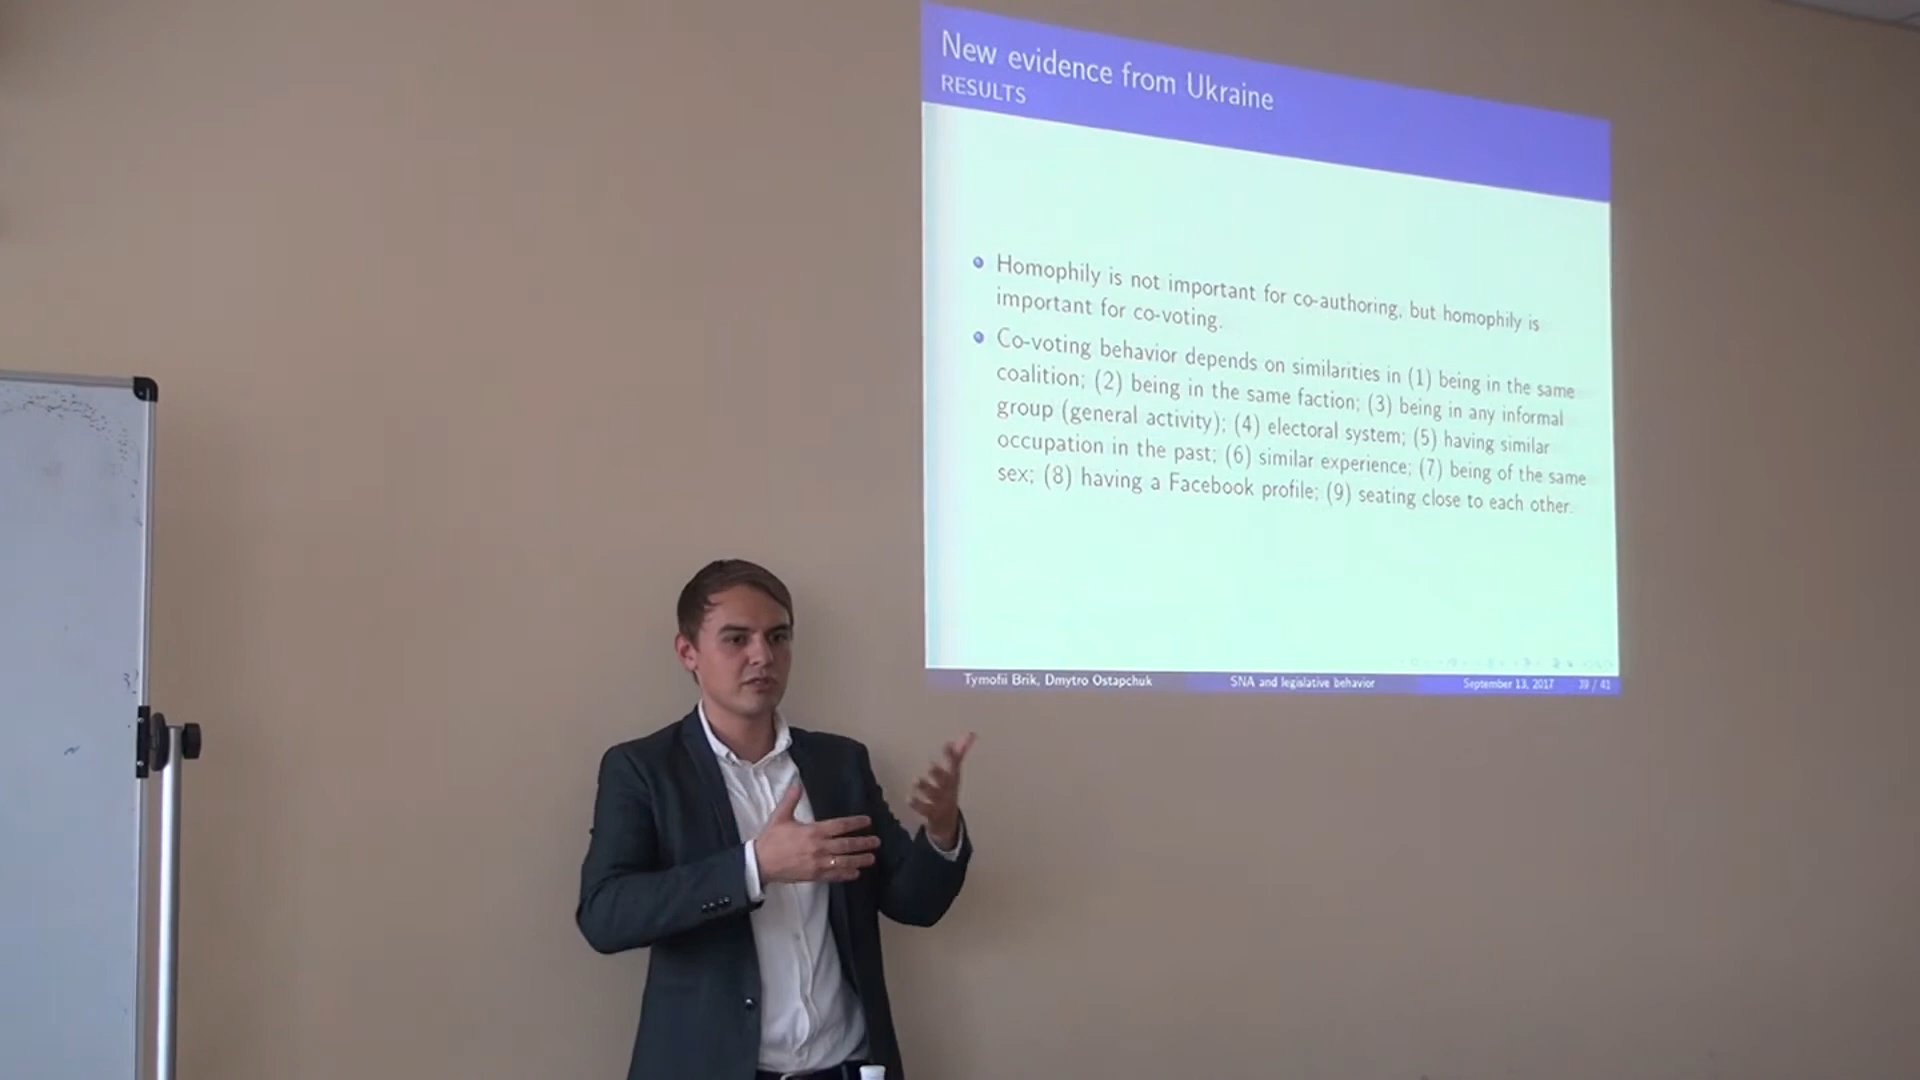 New evidence from Ukraine
RESULTS
Homophily is not important for co-authoring, but homophily is
important for co-voting.
Co-voting behavior depends on similarities in (1) being in the same
coalition; (2) being in the same faction; (3) being in any informal
group (general activity); (4) electoral system; (5) having similar
occupation in the past; (6) similar experience; (7) being of the same
sex; (8) having a Facebook profile; (9) seating close to each other.
Tymofii Brik, Dmytro Ostapchuk
SNA and legislative behavior
September 13, 2017
39 / 41